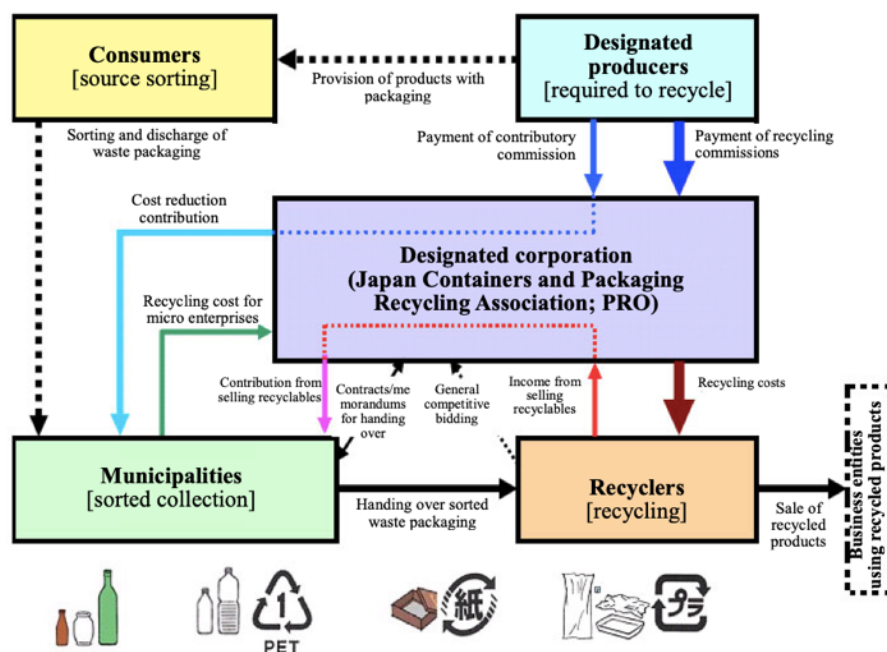 Consumers
[source sorting]
Designated
producers
[required to recycle]
Provision of products with
packaging
Sorting and discharge of
waste packaging
Payment of contributory
commission
Payment of recycling
commissions
Cost reduction
contribution
Designated corporation
(Japan Containers and Packaging
Recycling Association; PRO)
Recycling cost for
micro enterprises
Contribution from
selling recyclables
Contracts/me
morandums
for handing
over
General
competitive
bidding
Income from
selling
recyclables
Recycling costs
Municipalities
[sorted collection]
Handing over sorted
waste packaging
Recyclers
[recycling]
Sale of
recycled
products
Business entities
using recycled products
1
PET
紙
プラ